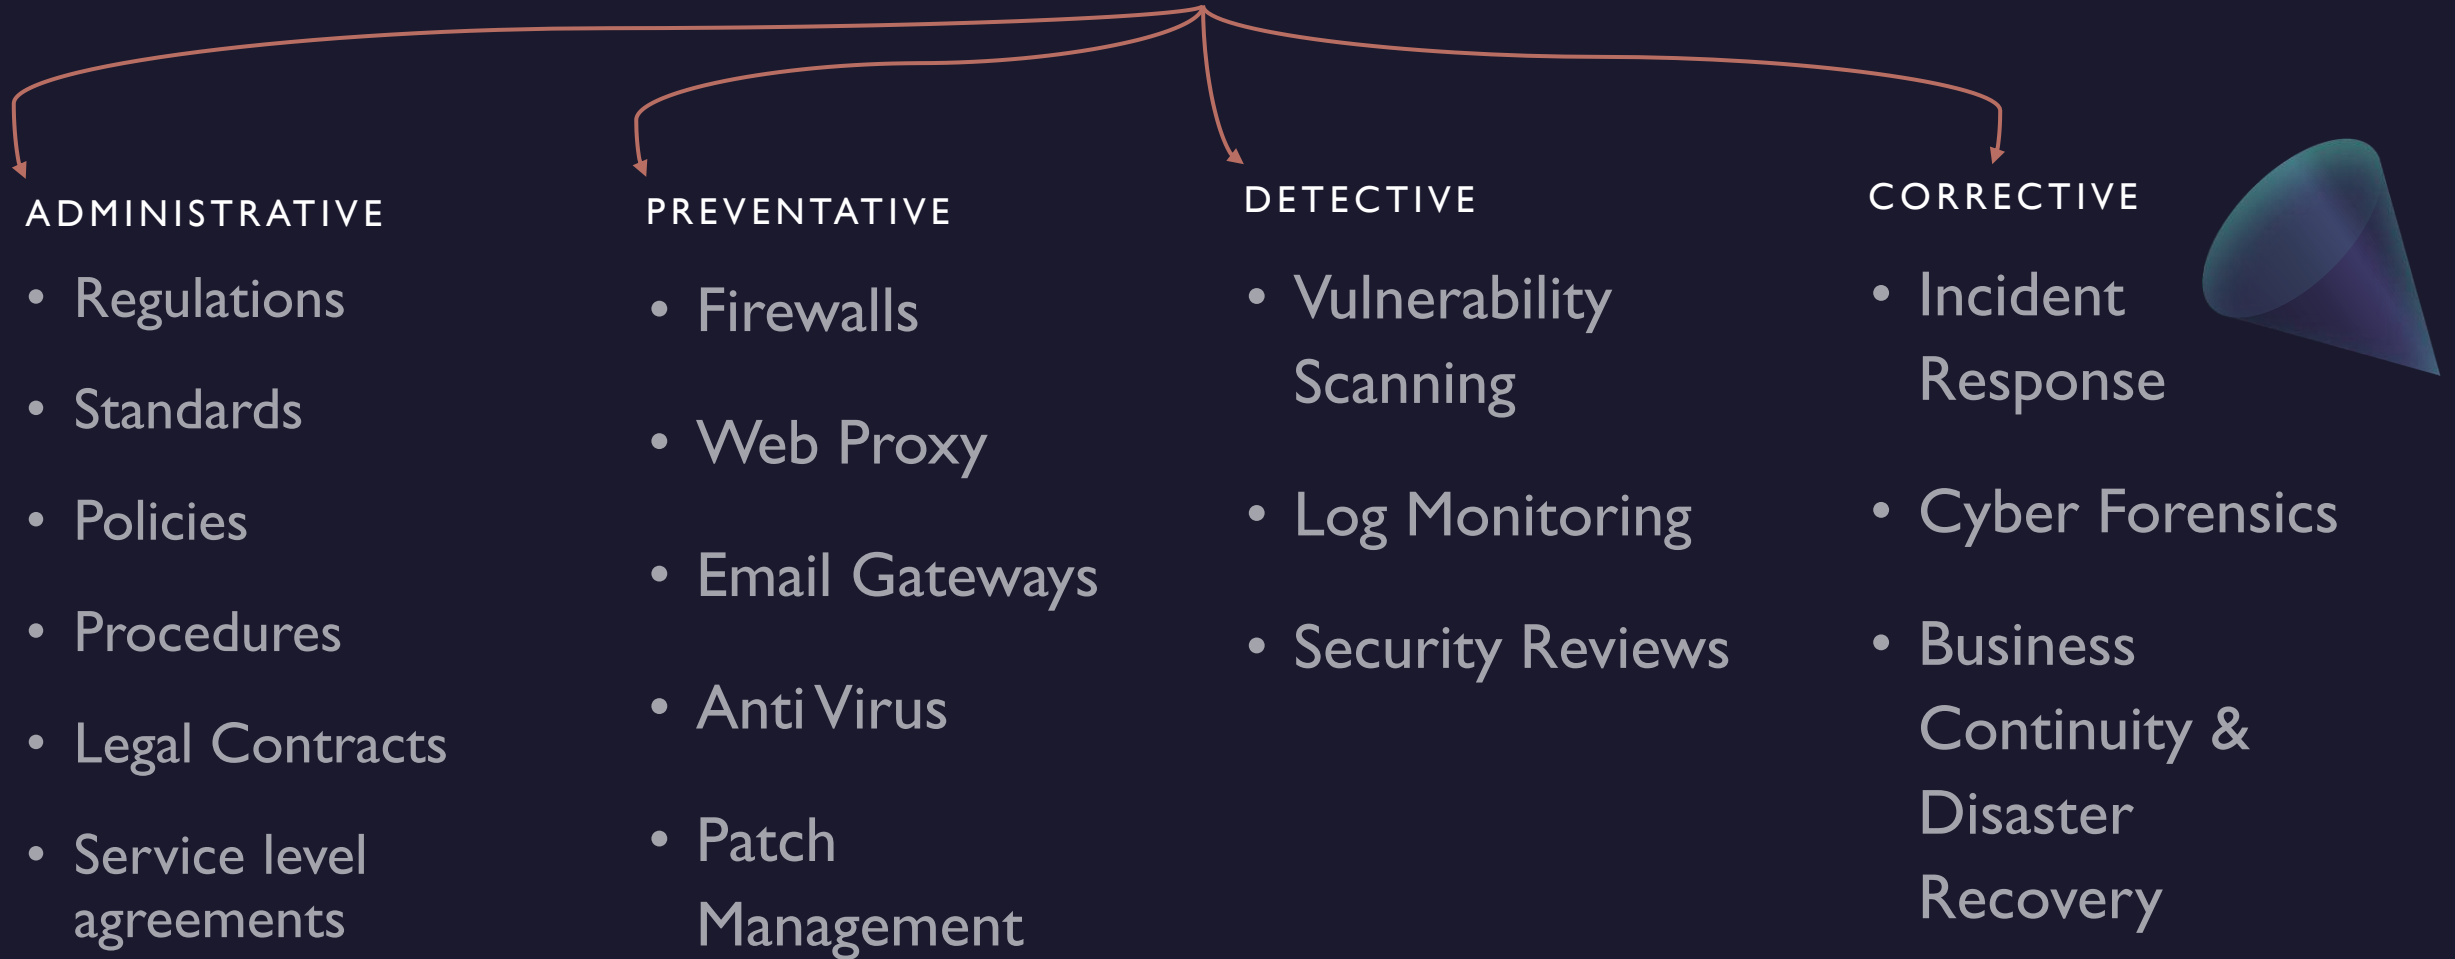 ADMINISTRATIVE
• Regulations
• Standards
• Policies
• Procedures
• Legal Contracts
• Service level
agreements
PREVENTATIVE
• Firewalls
• Web Proxy
• Email Gateways
• Anti Virus
• Patch
Management
DETECTIVE
• Vulnerability
Scanning
• Log Monitoring
• Security Reviews
CORRECTIVE
• Incident
Response
• Cyber Forensics
• Business
Continuity &
Disaster
Recovery